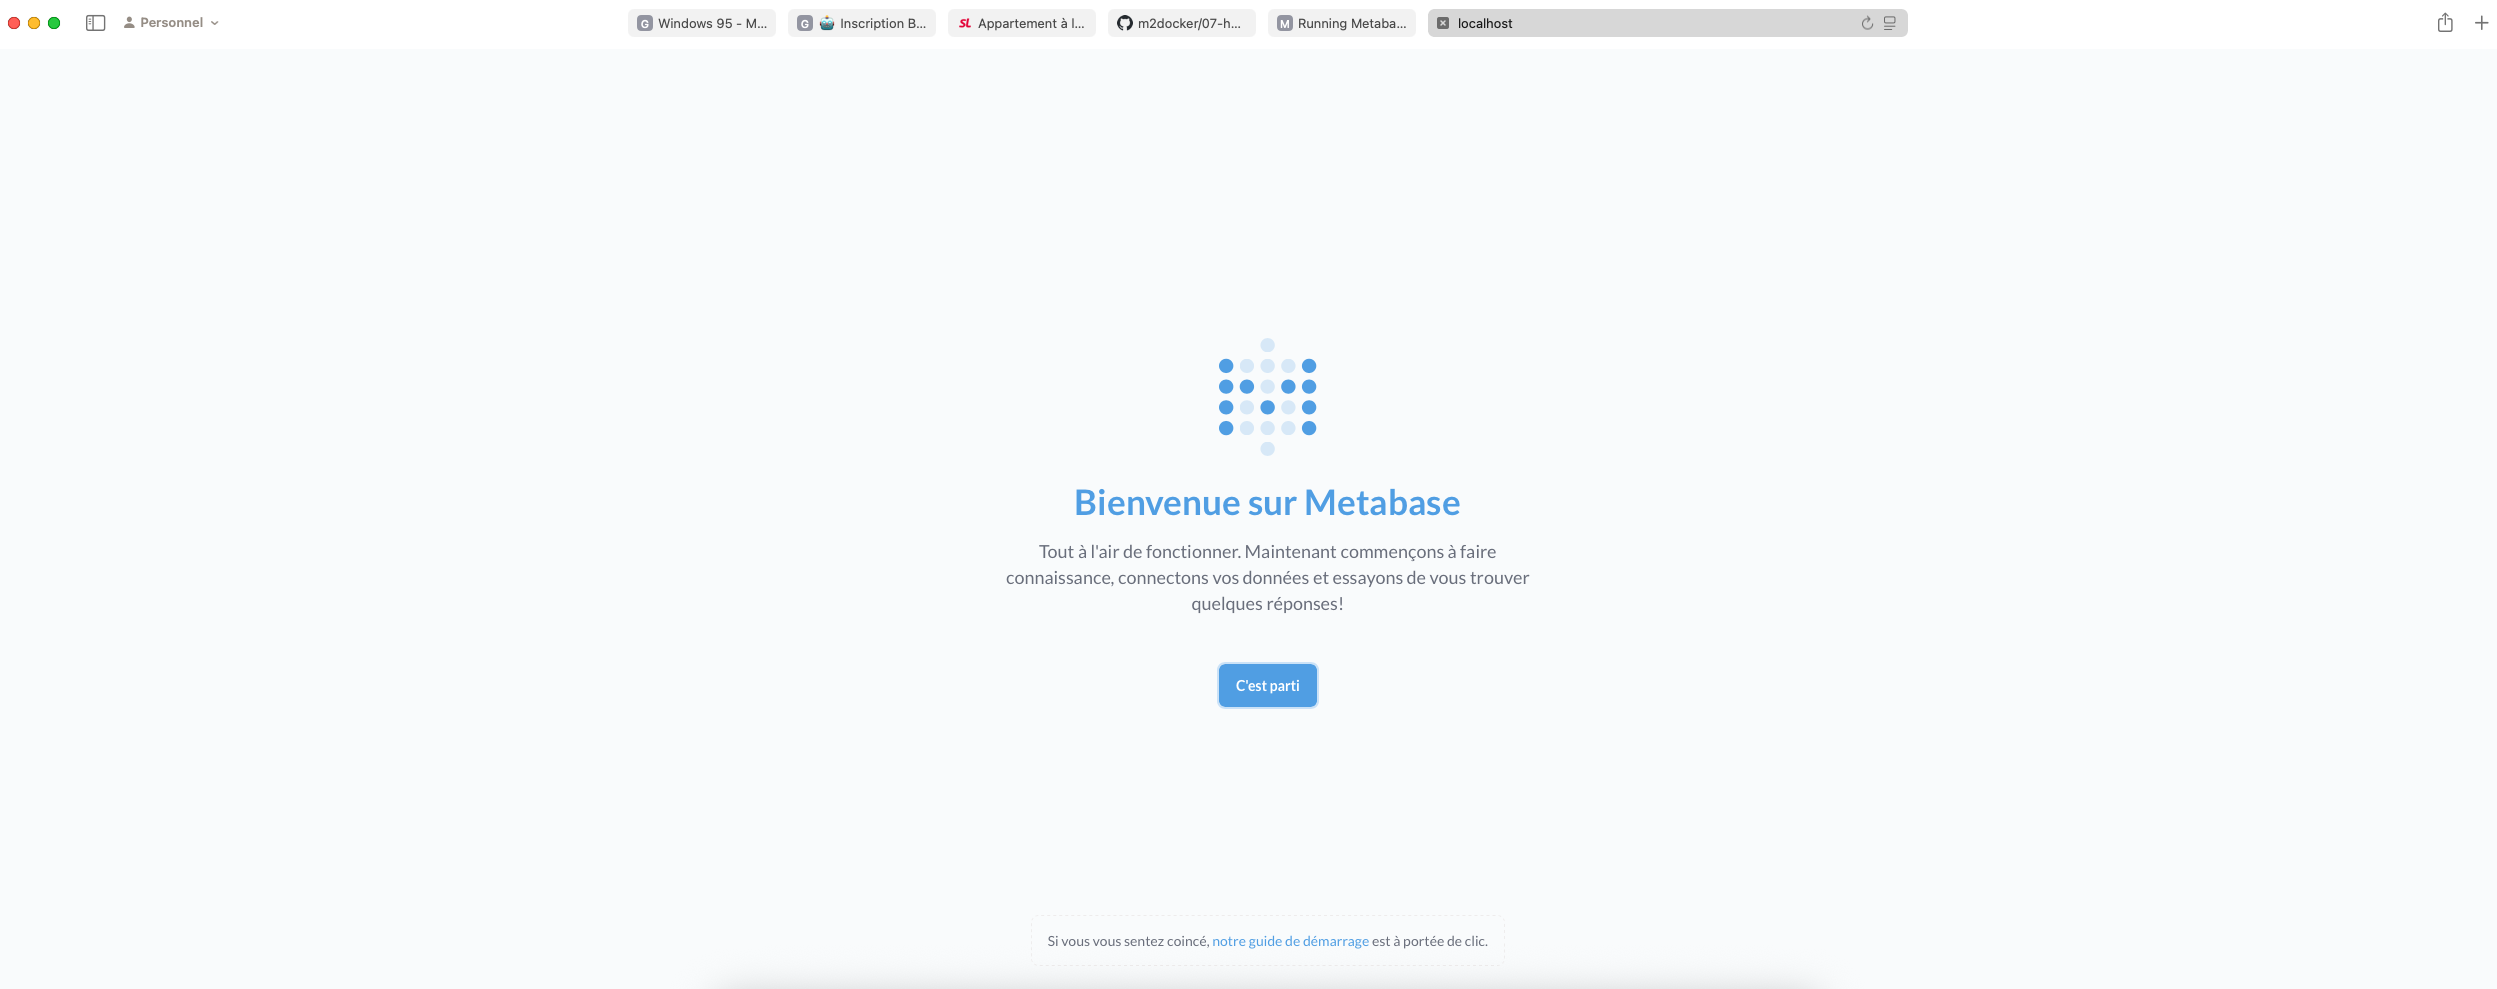 Personnel
G Windows 95 - M...
G Inscription B...
SL Appartement à l...
m2docker/07-h...
M Running Metaba...
localhost
Bienvenue sur Metabase
Tout à l'air de fonctionner. Maintenant commençons à faire
connaissance, connectons vos données et essayons de vous trouver
quelques réponses!
C'est parti
Si vous vous sentez coincé, notre guide de démarrage est à portée de clic.